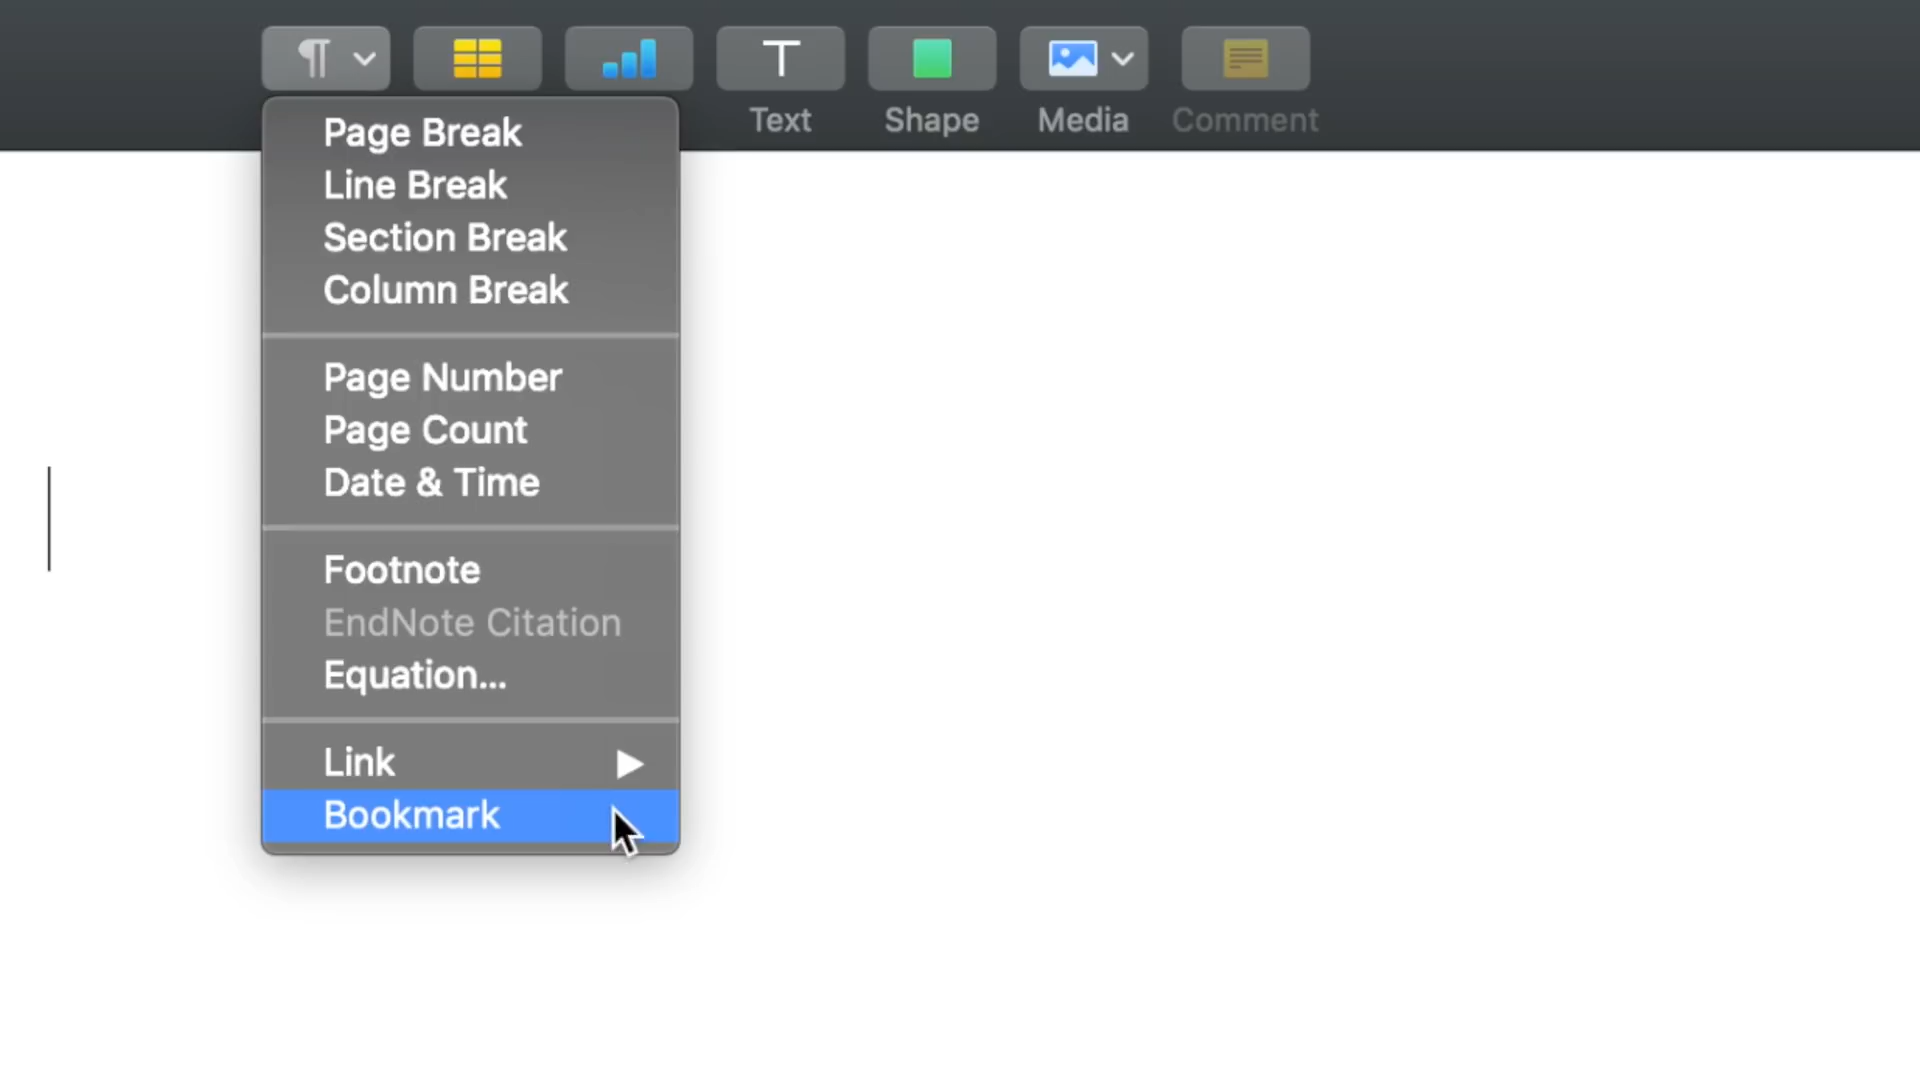 Text
Shape
Media
Comment
Page Break
Line Break
Section Break
Column Break
Page Number
Page Count
Date & Time
Footnote
EndNote Citation
Equation...
Link
Bookmark